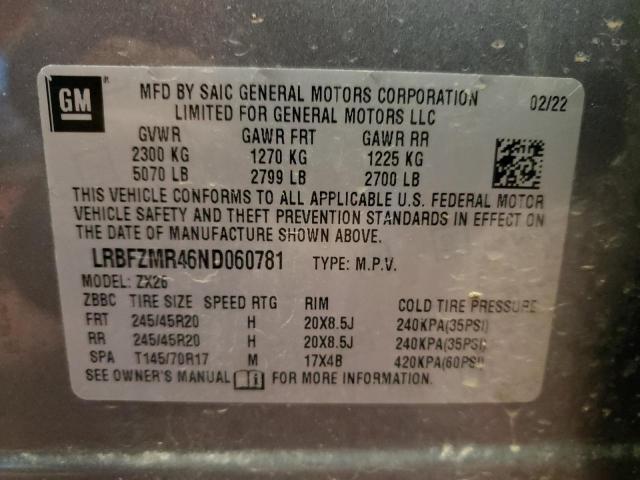 GM ®
MFD BY SAIC GENERAL MOTORS CORPORATION 02/22
LIMITED FOR GENERAL MOTORS LLC
GVWR GAWR FRT GAWR RR
2300 KG 1270 KG 1225 KG
5070 LB 2799 LB 2700 LB
THIS VEHICLE CONFORMS TO ALL APPLICABLE U.S. FEDERAL MOTOR
VEHICLE SAFETY AND THEFT PREVENTION STANDARDS IN EFFECT ON
THE DATE OF MANUFACTURE SHOWN ABOVE.
LRBFZMR46ND060781 TYPE: M.P.V.
MODEL: ZX26
ZBBC TIRE SIZE SPEED RTG RIM COLD TIRE PRESSURE
FRT 245/45R20 H 20X8.5J 240KPA(35PSI)
RR 245/45R20 H 20X8.5J 240KPA(35PSI)
SPA T145/70R17 M 17X4B 420KPA(60PSI)
SEE OWNER'S MANUAL FOR MORE INFORMATION.